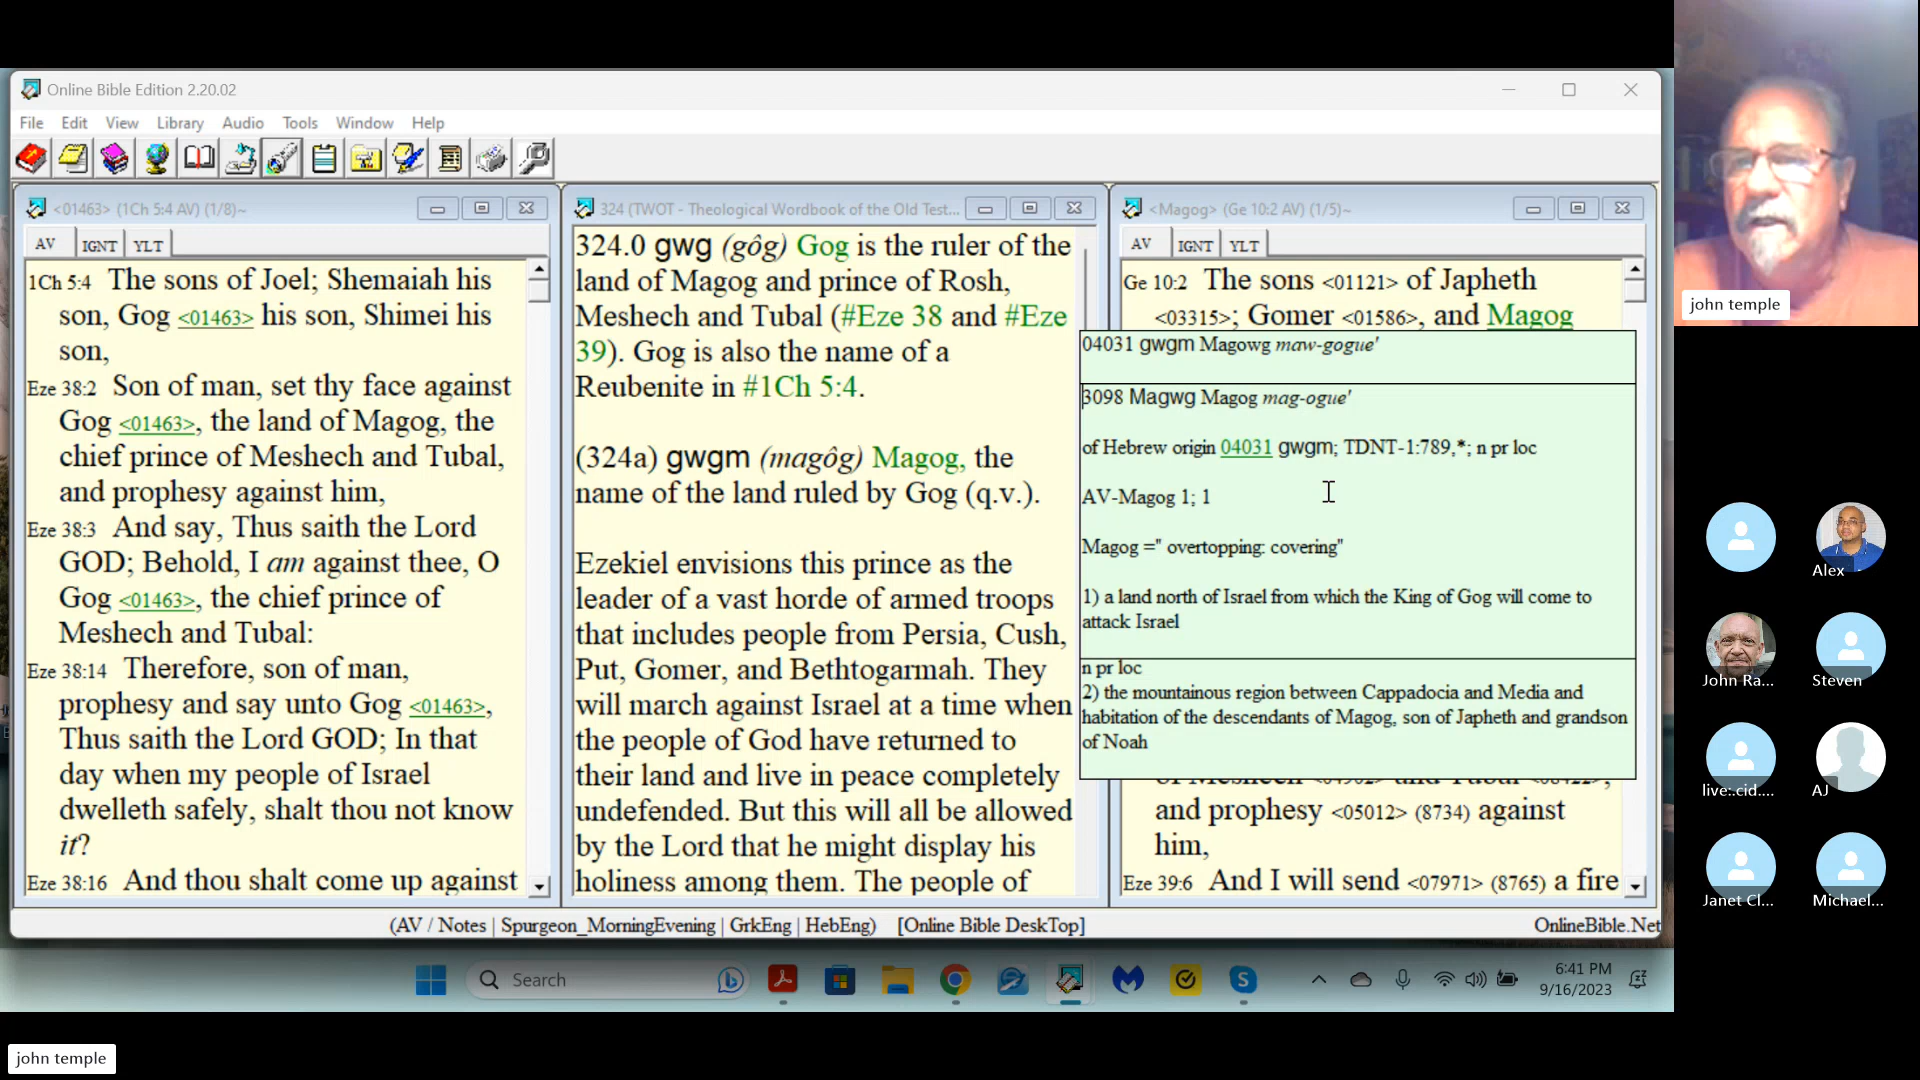 Online Bible Edition 2.20.02
File Edit View Library Audio Tools Window Help
<01463> (1Ch 5:4 AV) (1/8)~
AV IGNT YLT
1Ch 5:4 The sons of Joel; Shemaiah his
son, Gog <01463> his son, Shimei his
son,
Eze 38:2 Son of man, set thy face against
Gog <01463>, the land of Magog, the
chief prince of Meshech and Tubal,
and prophesy against him,
Eze 38:3 And say, Thus saith the Lord
GOD; Behold, I am against thee, O
Gog <01463>, the chief prince of
Meshech and Tubal:
Eze 38:14 Therefore, son of man,
prophesy and say unto Gog <01463>,
Thus saith the Lord GOD; In that
day when my people of Israel
dwelleth safely, shalt thou not know
it?
Eze 38:16 And thou shalt come up against
324 (TWOT - Theological Wordbook of the Old Test...
324.0 gwg (gôg) Gog is the ruler of the
land of Magog and prince of Rosh,
Meshech and Tubal (#Eze 38 and #Eze
39). Gog is also the name of a
Reubenite in #1Ch 5:4.
(324a) gwgm (magôg) Magog, the
name of the land ruled by Gog (q.v.).
Ezekiel envisions this prince as the
leader of a vast horde of armed troops
that includes people from Persia, Cush,
Put, Gomer, and Bethtogarmah. They
will march against Israel at a time when
the people of God have returned to
their land and live in peace completely
undefended. But this will all be allowed
by the Lord that he might display his
holiness among them. The people of
<Magog> (Ge 10:2 AV) (1/5)~
AV IGNT YLT
Ge 10:2 The sons <01121> of Japheth
<03315>; Gomer <01586>, and Magog
04031 gwgm Magowg maw-gogue'
3098 Magwg Magog mag-ogue'
of Hebrew origin 04031 gwgm; TDNT-1:789,*; n pr loc
AV-Magog 1; 1
Magog =" overtopping: covering"
1) a land north of Israel from which the King of Gog will come to
attack Israel
n pr loc
2) the mountainous region between Cappadocia and Media and
habitation of the descendants of Magog, son of Japheth and grandson
of Noah
of Meshech <04902> and Tubal <08422>,
and prophesy <05012> (8734) against
him,
Eze 39:6 And I will send <07971> (8765) a fire
(AV / Notes | Spurgeon_MorningEvening | GrkEng | HebEng) [Online Bible DeskTop]
OnlineBible.Net
Search
6:41 PM
9/16/2023
john temple
Alex
John Ra...
Steven
live:.cid....
AJ
Janet Cl...
Michael...
john temple